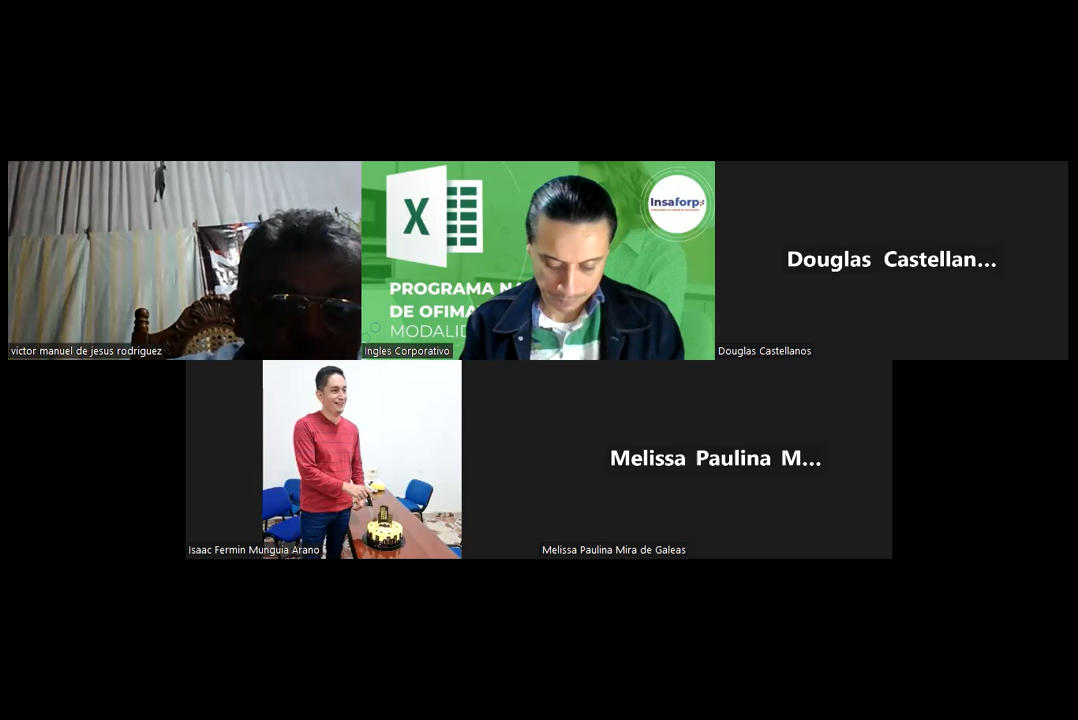 X
Insaforp
PROGRAMA NA
DE OFIMA
MODALID
Douglas Castellan...
victor manuel de jesus rodriguez
Ingles Corporativo
Douglas Castellanos
Melissa Paulina M...
Isaac Fermin Munguia Arano
Melissa Paulina Mira de Galeas